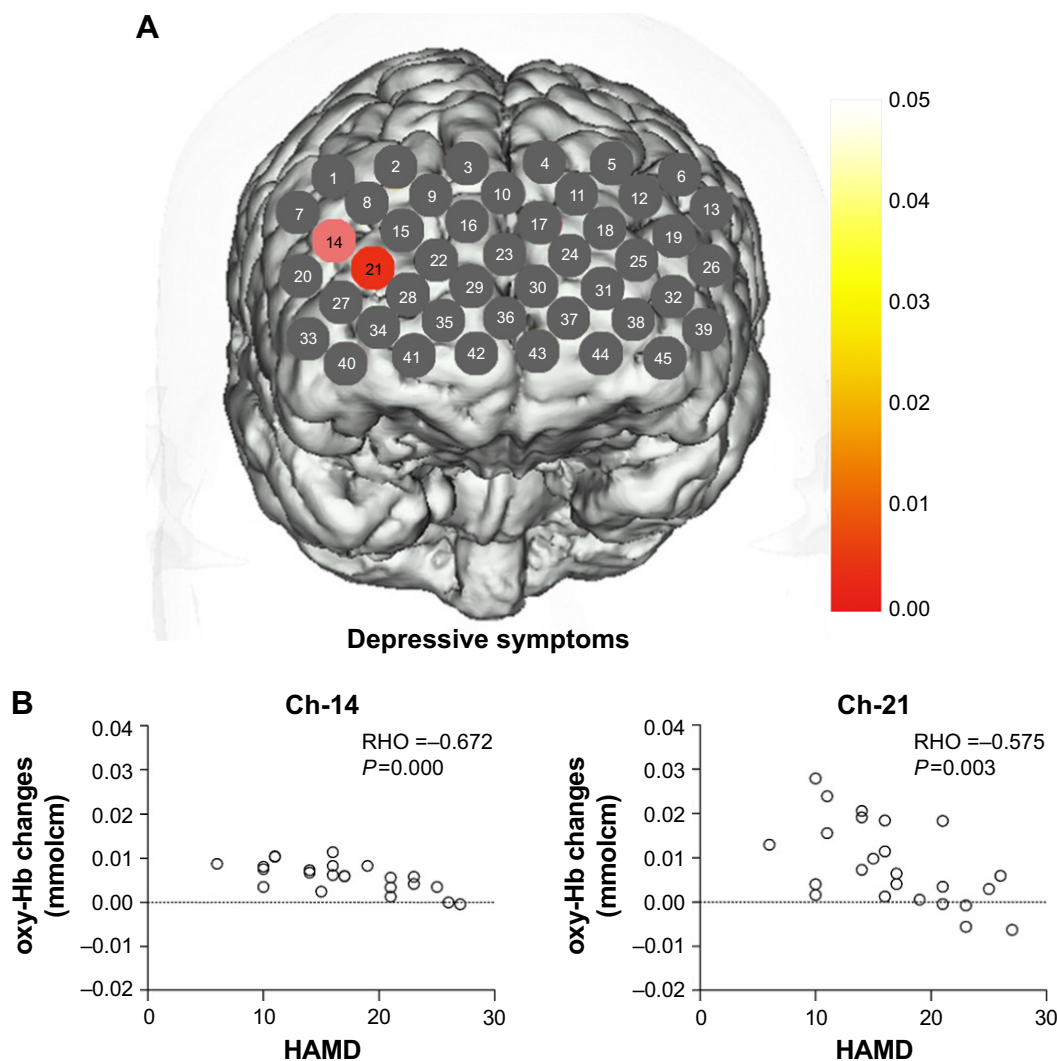 A
1 2 3 4 5 6
7 8 9 10 11 12 13
14 15 16 17 18 19
20 21 22 23 24 25 26
27 28 29 30 31 32
33 34 35 36 37 38 39
40 41 42 43 44 45
0.05
0.04
0.03
0.02
0.01
0.00
Depressive symptoms
B
Ch-14
RHO =–0.672
P=0.000
oxy-Hb changes
(mmolcm)
0.04
0.03
0.02
0.01
0.00
–0.01
–0.02
0 10 20 30
HAMD
Ch-21
RHO =–0.575
P=0.003
oxy-Hb changes
(mmolcm)
0.04
0.03
0.02
0.01
0.00
–0.01
–0.02
0 10 20 30
HAMD